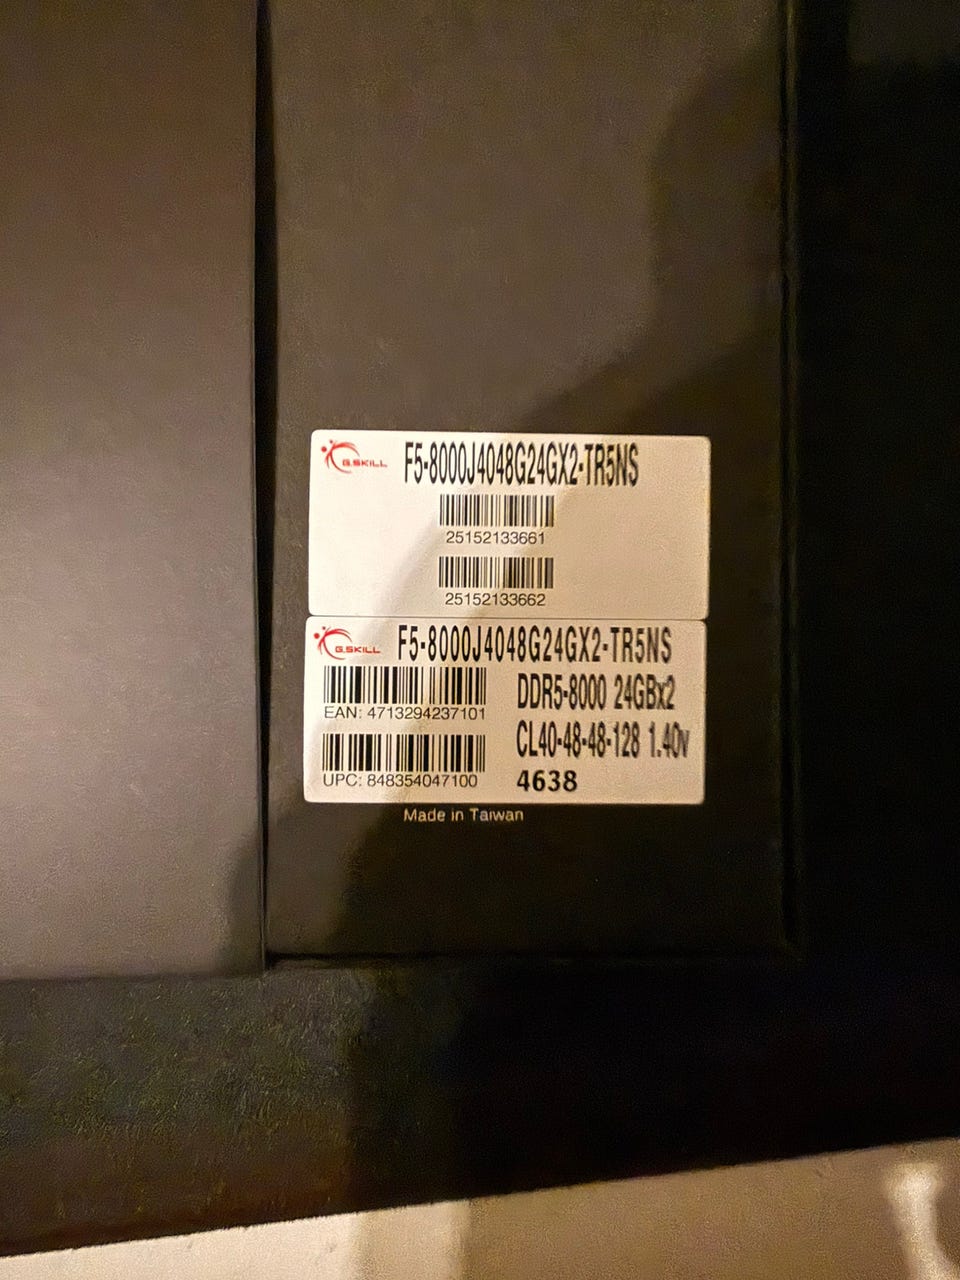 G.SKILL F5-8000J4048G24GX2-TR5NS
25152133661
25152133662
G.SKILL F5-8000J4048G24GX2-TR5NS
EAN: 4713294237101
UPC: 848354047100
DDR5-8000 24GBx2
CL40-48-48-128 1.40v
4638
Made in Taiwan